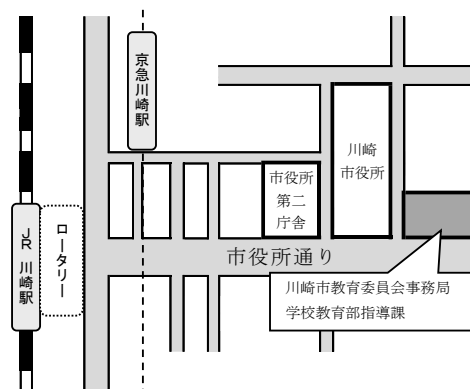 京急川崎駅
川崎
市役所
市役所
第二
庁舎
ロータリー
JR 川崎駅
市役所通り
川崎市教育委員会事務局
学校教育部指導課